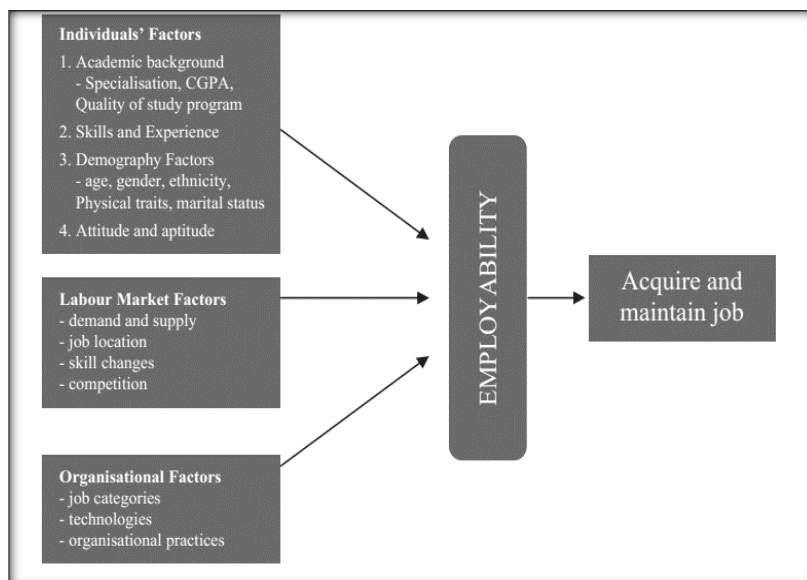 Individuals' Factors
1. Academic background
- Specialisation, CGPA,
Quality of study program
2. Skills and Experience
3. Demography Factors
- age, gender, ethnicity,
Physical traits, marital status
4. Attitude and aptitude
Labour Market Factors
- demand and supply
- job location
- skill changes
- competition
Organisational Factors
- job categories
- technologies
- organisational practices
EMPLOYABILITY
Acquire and
maintain job